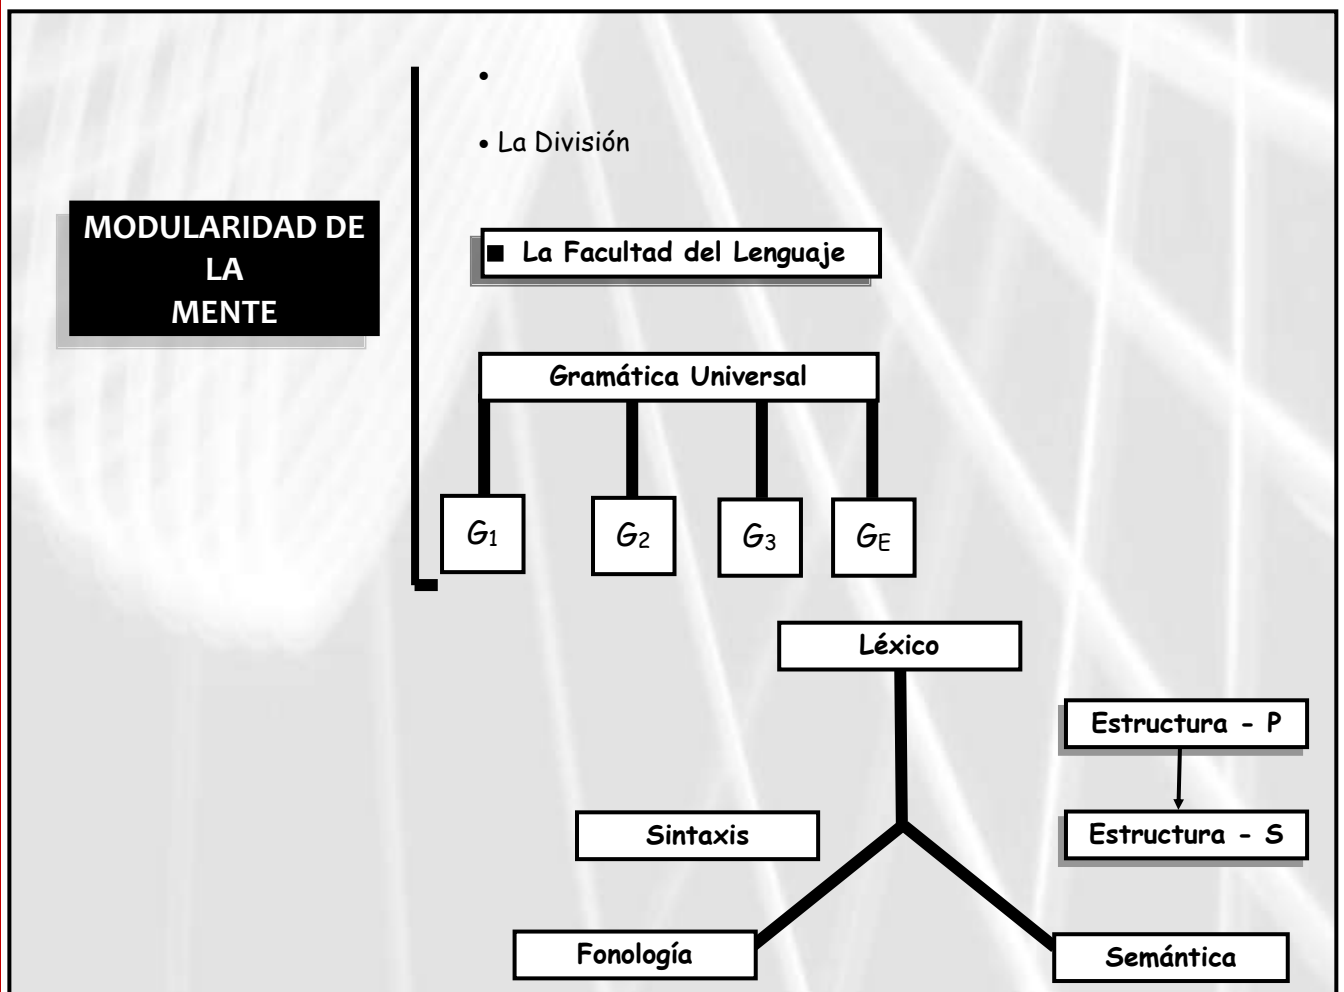 •
• La División
MODULARIDAD DE
LA
MENTE
■ La Facultad del Lenguaje
Gramática Universal
G1 G2 G3 GE
Léxico
Estructura - P
Sintaxis
Estructura - S
Fonología
Semántica